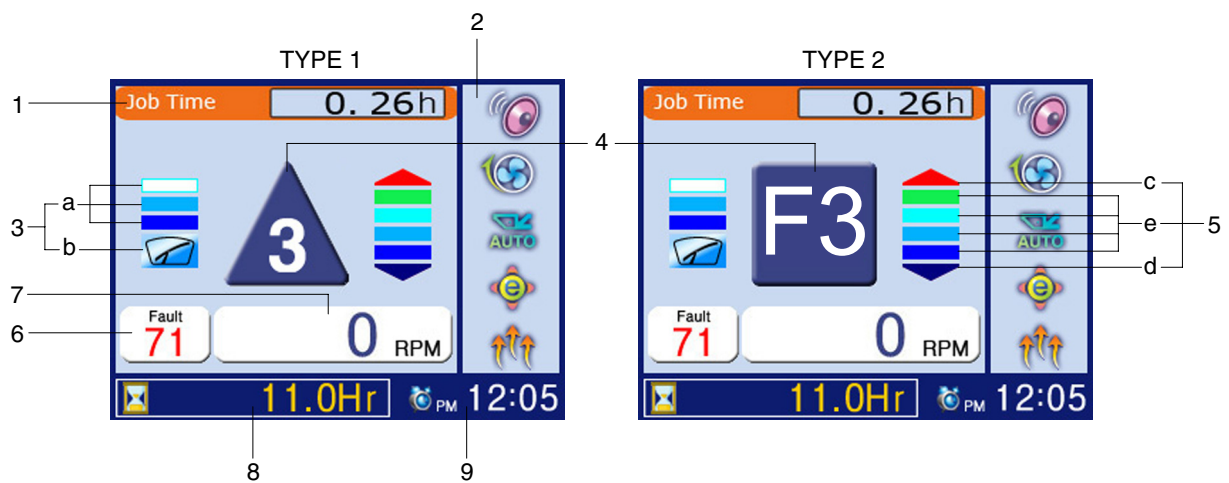 2
TYPE 1
TYPE 2
1
Job Time
0. 26h
Job Time
0. 26h
4
3
a
b
3
F3
c
e
d
5
AUTO
AUTO
7
6
Fault
71
0 RPM
Fault
71
0 RPM
11.0Hr
PM 12:05
11.0Hr
PM 12:05
8
9
e
e